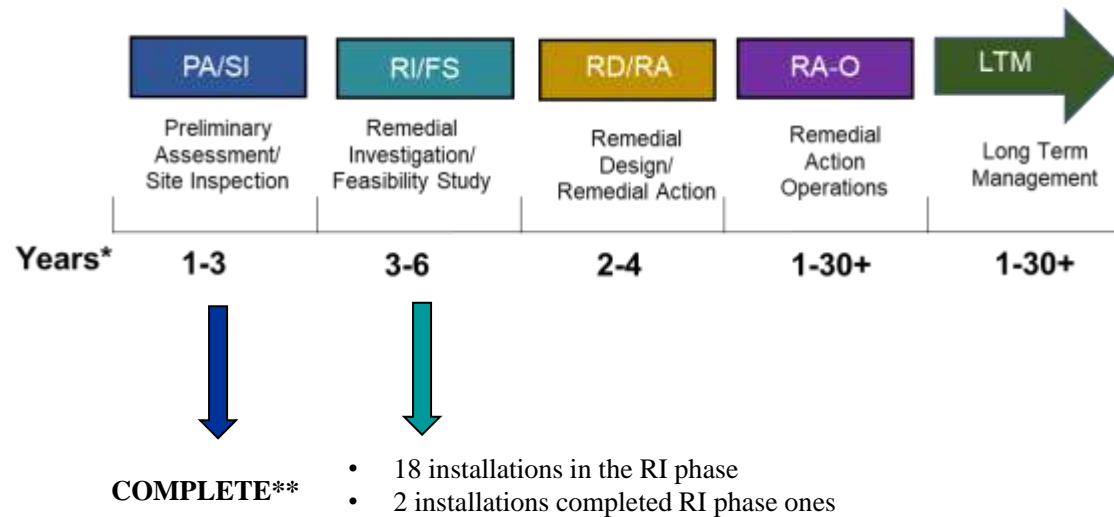 PA/SI
RI/FS
RD/RA
RA-O
LTM
Preliminary
Assessment/
Site Inspection
Remedial
Investigation/
Feasibility Study
Remedial
Design/
Remedial Action
Remedial
Action
Operations
Long Term
Management
Years*
1-3
3-6
2-4
1-30+
1-30+
COMPLETE**
• 18 installations in the RI phase
• 2 installations completed RI phase ones